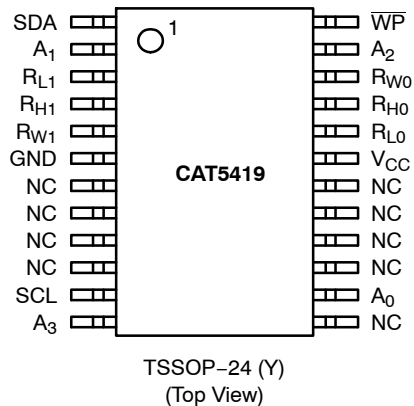 SDA WP
1
A1 A2
RL1 RW0
RH1 RH0
RW1 RL0
GND VCC
CAT5419
NC NC
NC NC
NC NC
NC NC
SCL A0
A3 NC
TSSOP−24 (Y)
(Top View)